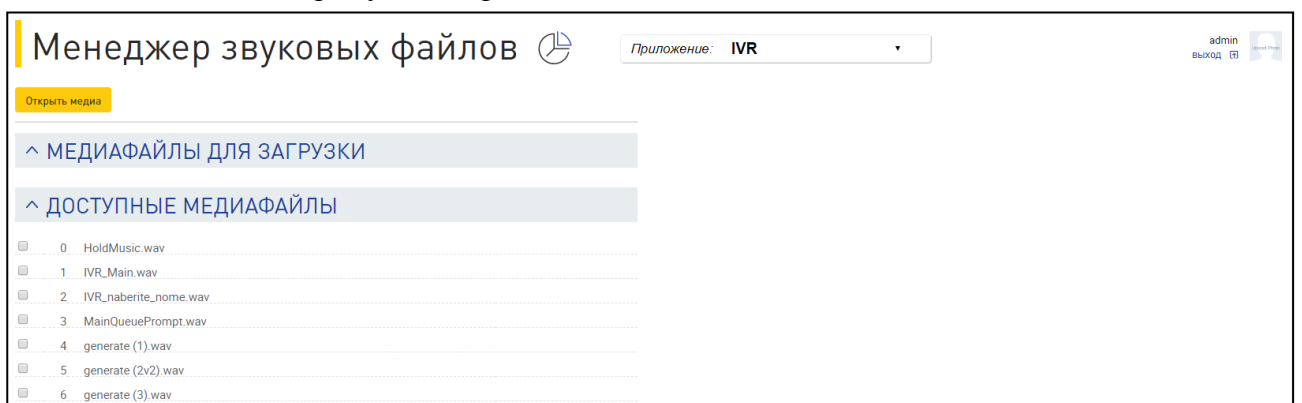 Менеджер звуковых файлов
Приложение: IVR
admin
выход
Открыть медиа
МЕДИАФАЙЛЫ ДЛЯ ЗАГРУЗКИ
ДОСТУПНЫЕ МЕДИАФАЙЛЫ
0 HoldMusic.wav
1 IVR_Main.wav
2 IVR_naberite_nome.wav
3 MainQueuePrompt.wav
4 generate (1).wav
5 generate (2v2).wav
6 generate (3).wav